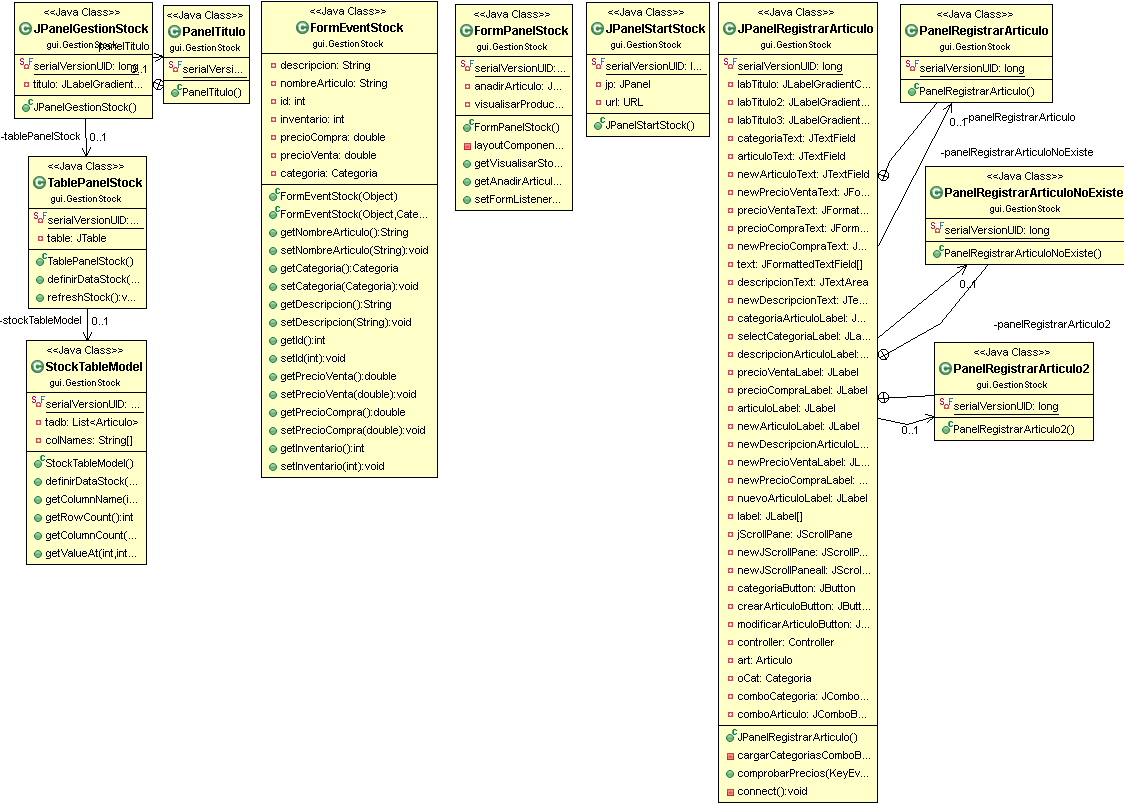 <<Java Class>>
JPanelGestionStock
gui.GestionStock
serialVersionUID: long
titulo: JLabelGradient...
JPanelGestionStock()
-panelTitulo
0..1
<<Java Class>>
PanelTitulo
gui.GestionStock
serialVersi...
PanelTitulo()
-tablePanelStock
0..1
<<Java Class>>
TablePanelStock
gui.GestionStock
serialVersionUID: ...
table: JTable
TablePanelStock()
definirDataStock(...
refreshStock():v...
-stockTableModel
0..1
<<Java Class>>
StockTableModel
gui.GestionStock
serialVersionUID: ...
tadb: List<Articulo>
colNames: String[]
StockTableModel()
definirDataStock(...
getColumnName(i...
getRowCount():int
getColumnCount(...
getValueAt(int,int...
<<Java Class>>
FormEventStock
gui.GestionStock
descripcion: String
nombreArticulo: String
id: int
inventario: int
precioCompra: double
precioVenta: double
categoria: Categoria
FormEventStock(Object)
FormEventStock(Object,Cate...
getNombreArticulo():String
setNombreArticulo(String):void
getCategoria():Categoria
setCategoria(Categoria):void
getDescripcion():String
setDescripcion(String):void
getId():int
setId(int):void
getPrecioVenta():double
setPrecioVenta(double):void
getPrecioCompra():double
setPrecioCompra(double):void
getInventario():int
setInventario(int):void
<<Java Class>>
FormPanelStock
gui.GestionStock
serialVersionUID:...
anadirArticulo: J...
visualisarProduc...
FormPanelStock()
layoutComponen...
getVisualisarSto...
getAnadirArticul...
setFormListener...
<<Java Class>>
JPanelStartStock
gui.GestionStock
serialVersionUID: l...
jp: JPanel
url: URL
JPanelStartStock()
<<Java Class>>
JPanelRegistrarArticulo
gui.GestionStock
serialVersionUID: long
labTitulo: JLabelGradientC...
labTitulo2: JLabelGradient...
labTitulo3: JLabelGradient...
categoriaText: JTextField
articuloText: JTextField
newArticuloText: JTextField
newPrecioVentaText: JFo...
precioVentaText: JFormat...
precioCompraText: JForm...
newPrecioCompraText: J...
text: JFormattedTextField[]
descripcionText: JTextArea
newDescripcionText: JTe...
categoriaArticuloLabel: J...
selectCategoriaLabel: JLa...
descripcionArticuloLabel:...
precioVentaLabel: JLabel
precioCompraLabel: JLabel
articuloLabel: JLabel
newArticuloLabel: JLabel
newDescripcionArticuloL...
newPrecioVentaLabel: JL...
newPrecioCompraLabel: ...
nuevoArticuloLabel: JLabel
label: JLabel[]
jScrollPane: JScrollPane
newJScrollPane: JScrollP...
newJScrollPaneall: JScrol...
categoriaButton: JButton
crearArticuloButton: JButt...
modificarArticuloButton: J...
controller: Controller
art: Articulo
oCat: Categoria
comboCategoria: JCombo...
comboArticulo: JComboB...
JPanelRegistrarArticulo()
cargarCategoriasComboB...
comprobarPrecios(KeyEv...
connect():void
<<Java Class>>
PanelRegistrarArticulo
gui.GestionStock
serialVersionUID: long
PanelRegistrarArticulo()
0..1
-panelRegistrarArticulo
-panelRegistrarArticuloNoExiste
<<Java Class>>
PanelRegistrarArticuloNoExiste
gui.GestionStock
serialVersionUID: long
PanelRegistrarArticuloNoExiste()
0..1
-panelRegistrarArticulo2
<<Java Class>>
PanelRegistrarArticulo2
gui.GestionStock
serialVersionUID: long
PanelRegistrarArticulo2()
0..1